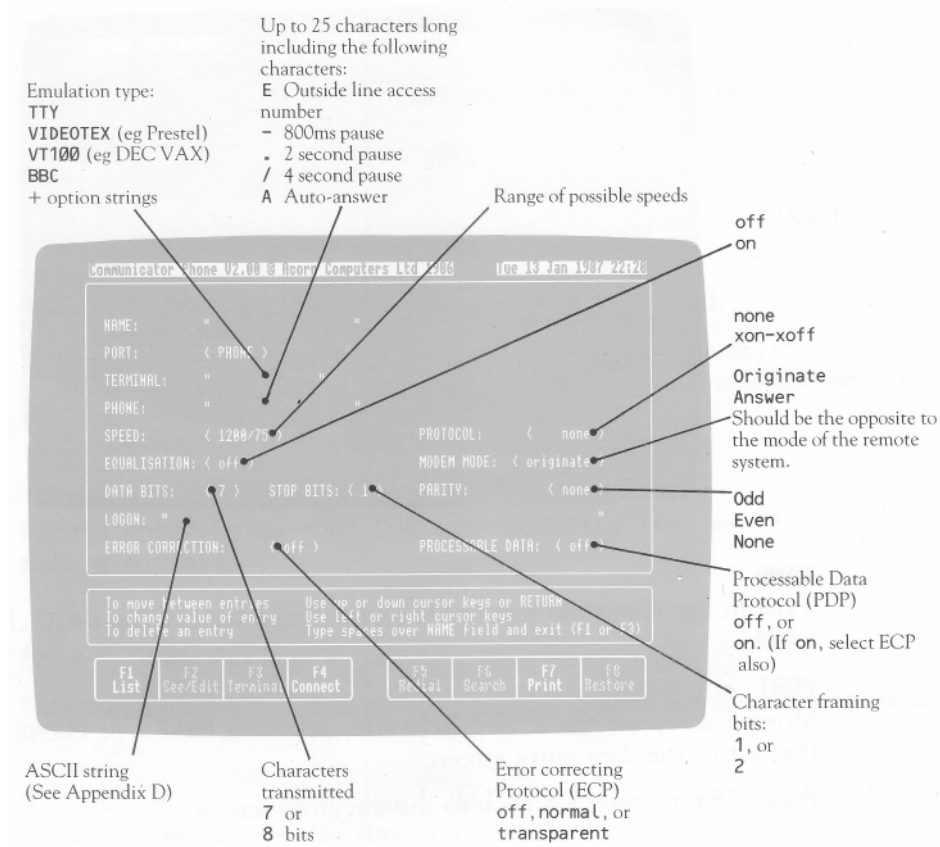 Up to 25 characters long
including the following
characters:
E Outside line access
number
- 800ms pause
. 2 second pause
/ 4 second pause
A Auto-answer
Emulation type:
TTY
VIDEOTEX (eg Prestel)
VT100 (eg DEC VAX)
BBC
+ option strings
Range of possible speeds
off
on
none
xon-xoff
Originate
Answer
Should be the opposite to
the mode of the remote
system.
Odd
Even
None
Processable Data
Protocol (PDP)
off, or
on. (If on, select ECP
also)
Character framing
bits:
1, or
2
Communicator Phone V2.00 © Acorn Computers Ltd 1986 Tue 13 Jan 1987 22:20
NAME: " "
PORT: < PHONE >
TERMINAL: " "
PHONE: " "
SPEED: < 1200/75 > PROTOCOL: < none >
EQUALISATION: < off > MODEM MODE: < originate >
DATA BITS: < 7 > STOP BITS: < 1 > PARITY: < none >
LOGON: " "
ERROR CORRECTION: < off > PROCESSABLE DATA: < off >
To move between entries Use up or down cursor keys or RETURN
To change value of entry Use left or right cursor keys
To delete an entry Type spaces over NAME field and exit (F1 or F3)
F1 F2 F3 F4 F5 F6 F7 F8
List See/Edit Terminal Connect Redial Search Print Restore
ASCII string
(See Appendix D)
Characters
transmitted
7 or
8 bits
Error correcting
Protocol (ECP)
off, normal, or
transparent